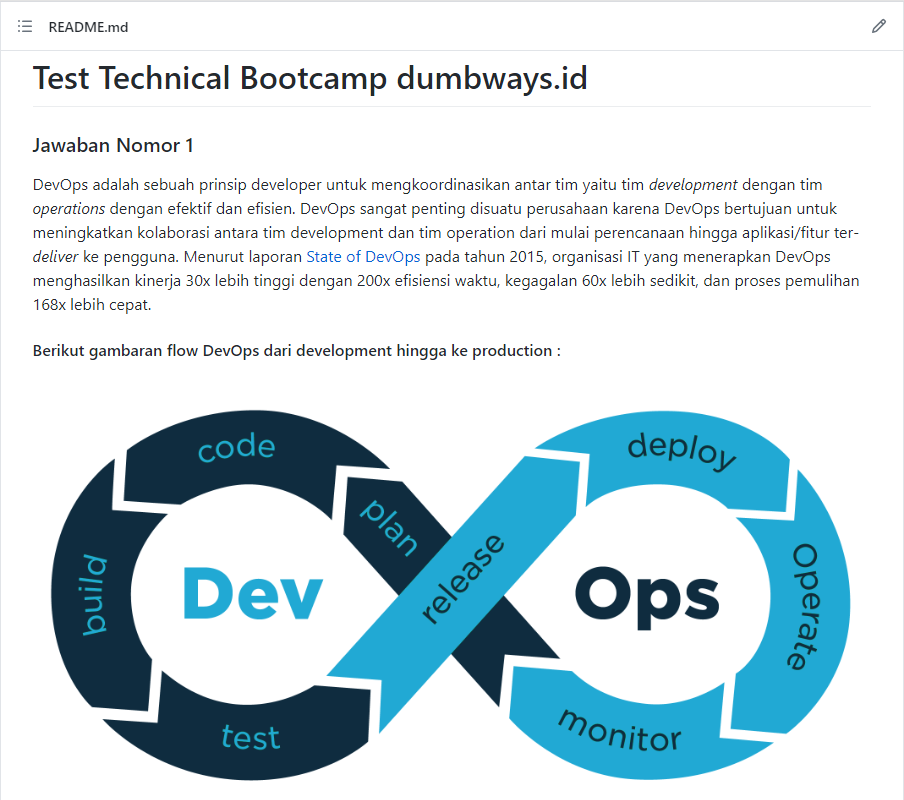 README.md
Test Technical Bootcamp dumbways.id
Jawaban Nomor 1
DevOps adalah sebuah prinsip developer untuk mengkoordinasikan antar tim yaitu tim development dengan tim
operations dengan efektif dan efisien. DevOps sangat penting disuatu perusahaan karena DevOps bertujuan untuk
meningkatkan kolaborasi antara tim development dan tim operation dari mulai perencanaan hingga aplikasi/fitur ter-
deliver ke pengguna. Menurut laporan State of DevOps pada tahun 2015, organisasi IT yang menerapkan DevOps
menghasilkan kinerja 30x lebih tinggi dengan 200x efisiensi waktu, kegagalan 60x lebih sedikit, dan proses pemulihan
168x lebih cepat.
Berikut gambaran flow DevOps dari development hingga ke production :
code
deploy
plan
release
build
Dev
Ops
Operate
test
monitor